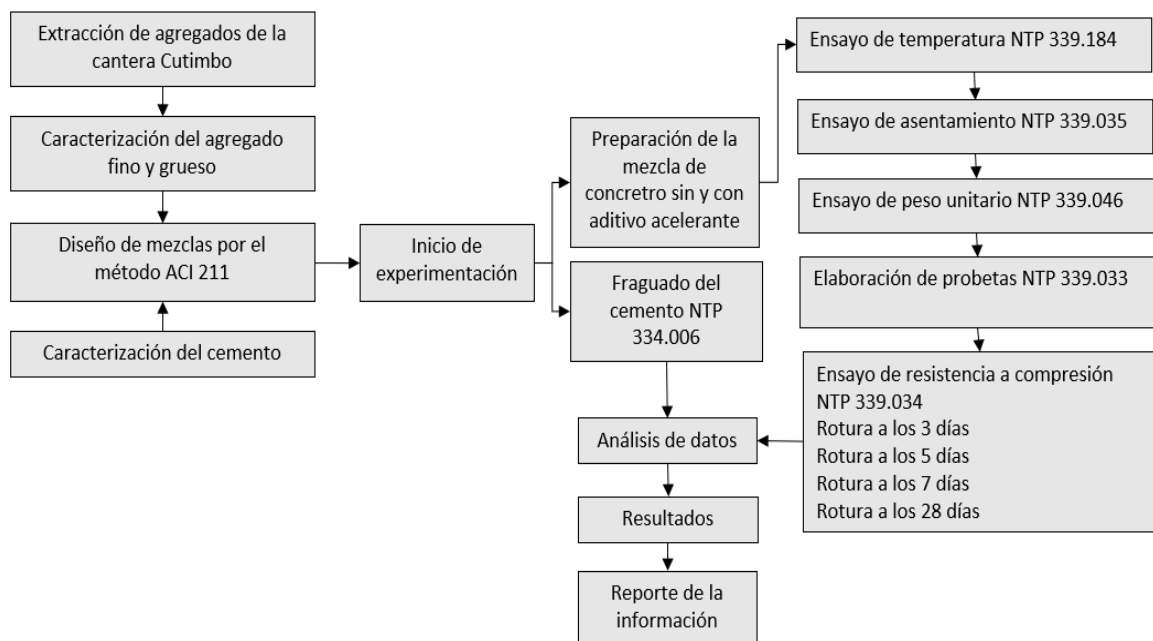 Extracción de agregados de la
cantera Cutimbo
Caracterización del agregado
fino y grueso
Diseño de mezclas por el
método ACI 211
Caracterización del cemento
Inicio de
experimentación
Preparación de la
mezcla de
concretro sin y con
aditivo acelerante
Fraguado del
cemento NTP
334.006
Ensayo de temperatura NTP 339.184
Ensayo de asentamiento NTP 339.035
Ensayo de peso unitario NTP 339.046
Elaboración de probetas NTP 339.033
Ensayo de resistencia a compresión
NTP 339.034
Rotura a los 3 días
Rotura a los 5 días
Rotura a los 7 días
Rotura a los 28 días
Análisis de datos
Resultados
Reporte de la
información